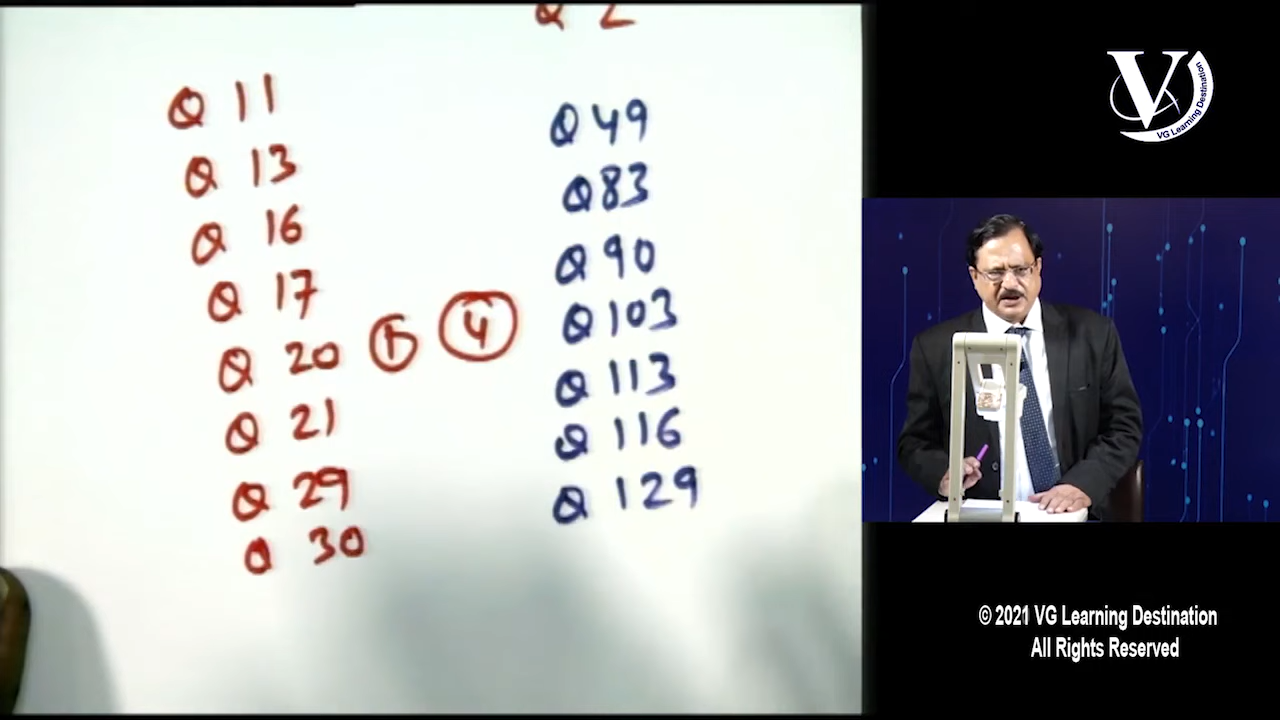 Q 2
Q 11
Q 13
Q 16
Q 17
Q 20
Q 21
Q 29
Q 30
4
Q 49
Q 83
Q 90
Q 103
Q 113
Q 116
Q 129
V
VG Learning Destination
© 2021 VG Learning Destination
All Rights Reserved